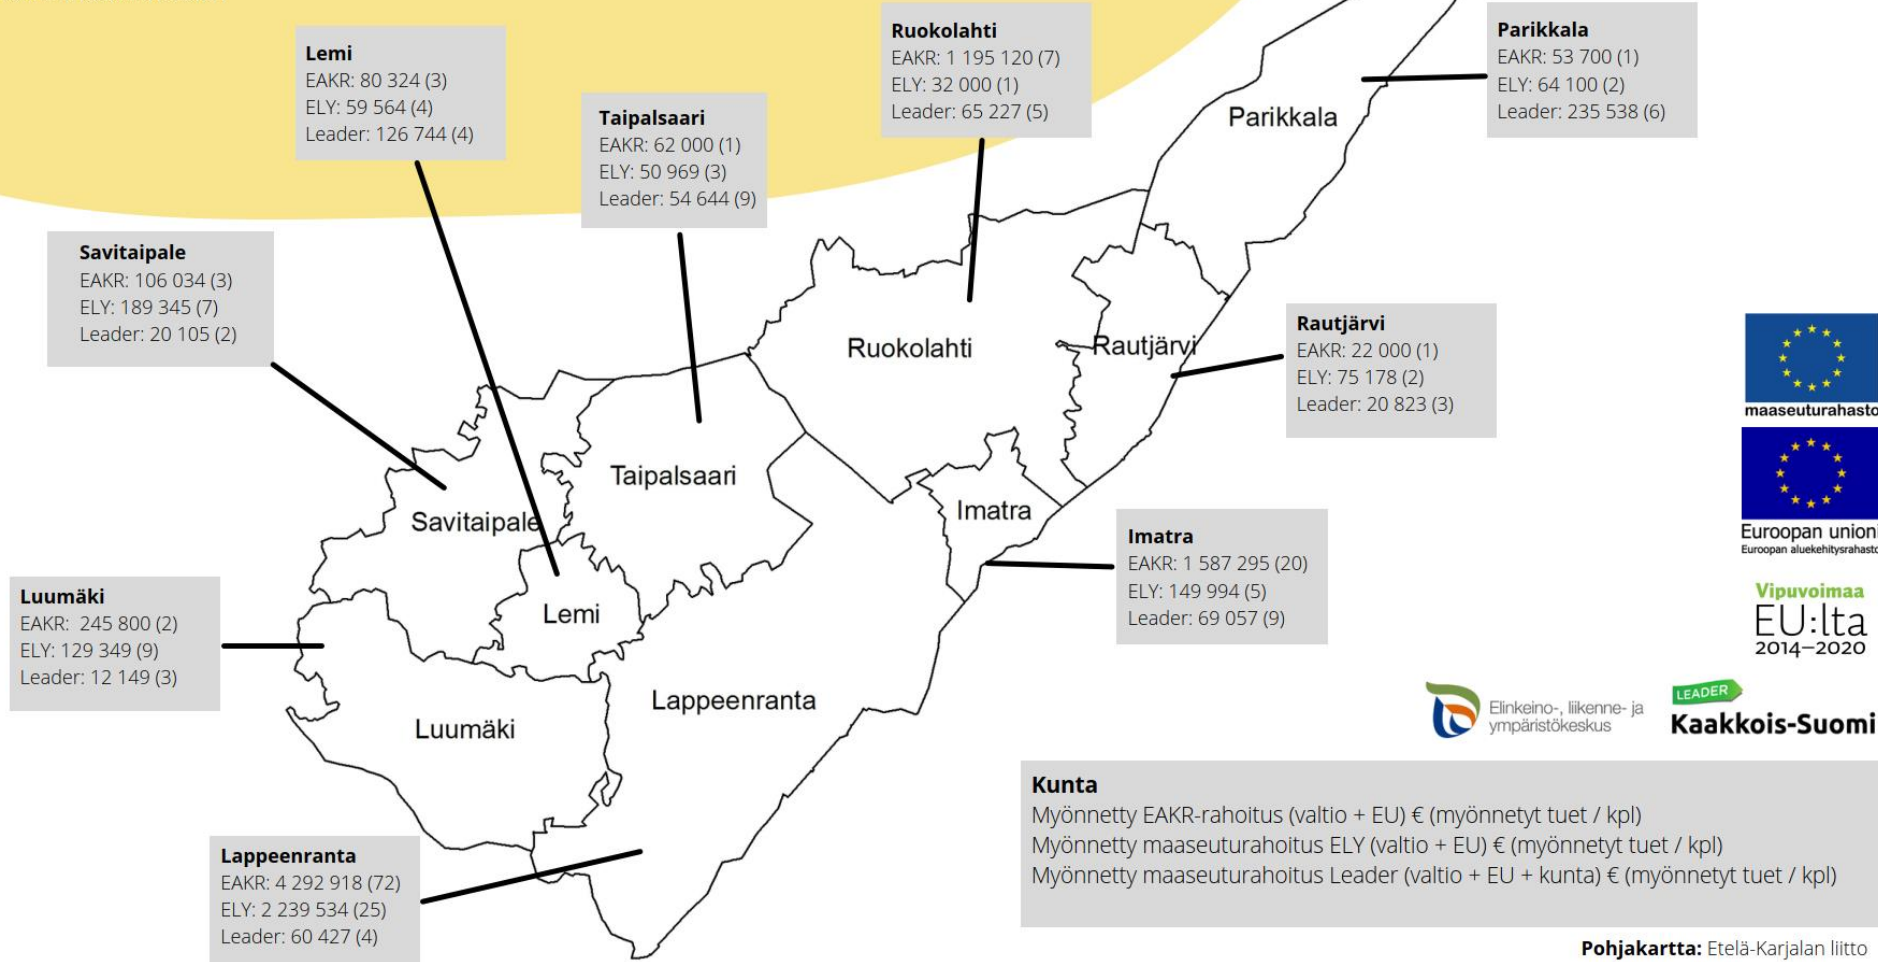 Lemi
EAKR: 80 324 (3)
ELY: 59 564 (4)
Leader: 126 744 (4)
Ruokolahti
EAKR: 1 195 120 (7)
ELY: 32 000 (1)
Leader: 65 227 (5)
Parikkala
EAKR: 53 700 (1)
ELY: 64 100 (2)
Leader: 235 538 (6)
Taipalsaari
EAKR: 62 000 (1)
ELY: 50 969 (3)
Leader: 54 644 (9)
Parikkala
Savitaipale
EAKR: 106 034 (3)
ELY: 189 345 (7)
Leader: 20 105 (2)
Ruokolahti
Rautjärvi
Rautjärvi
EAKR: 22 000 (1)
ELY: 75 178 (2)
Leader: 20 823 (3)
maaseuturahasto
Taipalsaari
Savitaipale
Imatra
Imatra
EAKR: 1 587 295 (20)
ELY: 149 994 (5)
Leader: 69 057 (9)
Euroopan unioni
Euroopan aluekehitysrahasto
Luumäki
EAKR: 245 800 (2)
ELY: 129 349 (9)
Leader: 12 149 (3)
Lemi
Vipuvoimaa
EU:lta
2014–2020
Lappeenranta
Luumäki
Elinkeino-, liikenne- ja
ympäristökeskus
LEADER
Kaakkois-Suomi
Kunta
Myönnetty EAKR-rahoitus (valtio + EU) € (myönnetyt tuet / kpl)
Myönnetty maaseuturahoitus ELY (valtio + EU) € (myönnetyt tuet / kpl)
Myönnetty maaseuturahoitus Leader (valtio + EU + kunta) € (myönnetyt tuet / kpl)
Lappeenranta
EAKR: 4 292 918 (72)
ELY: 2 239 534 (25)
Leader: 60 427 (4)
Pohjakartta: Etelä-Karjalan liitto